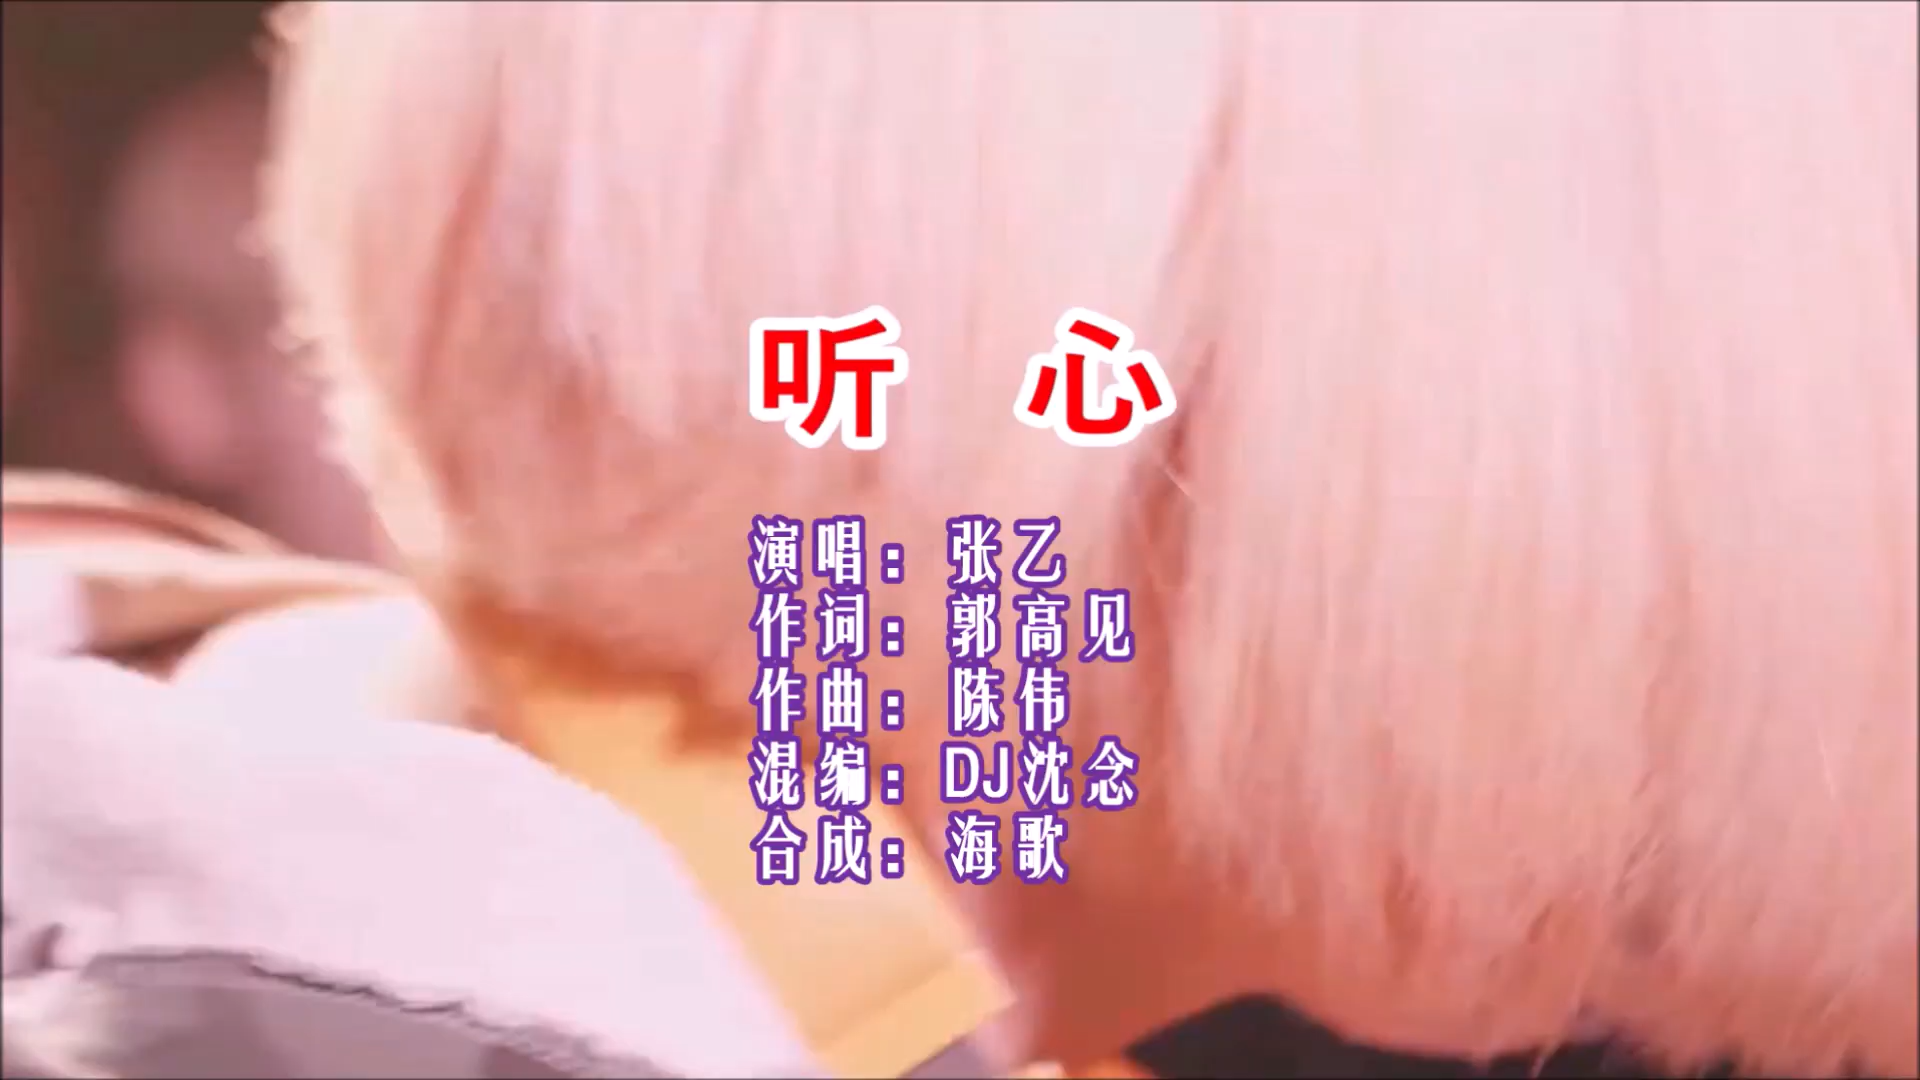 听心
演唱：张乙
作词：郭高见
作曲：陈伟
混编：DJ沈念
合成：海歌